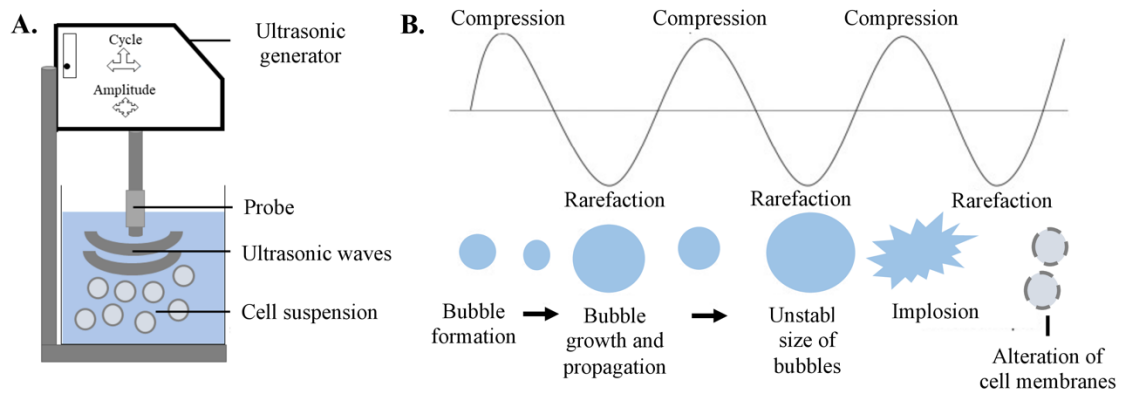 A.
Cycle
Amplitude
Ultrasonic
generator
Probe
Ultrasonic waves
Cell suspension
B.
Compression
Compression
Compression
Rarefaction
Rarefaction
Rarefaction
Bubble
formation
Bubble
growth and
propagation
Unstabl
size of
bubbles
Implosion
Alteration of
cell membranes